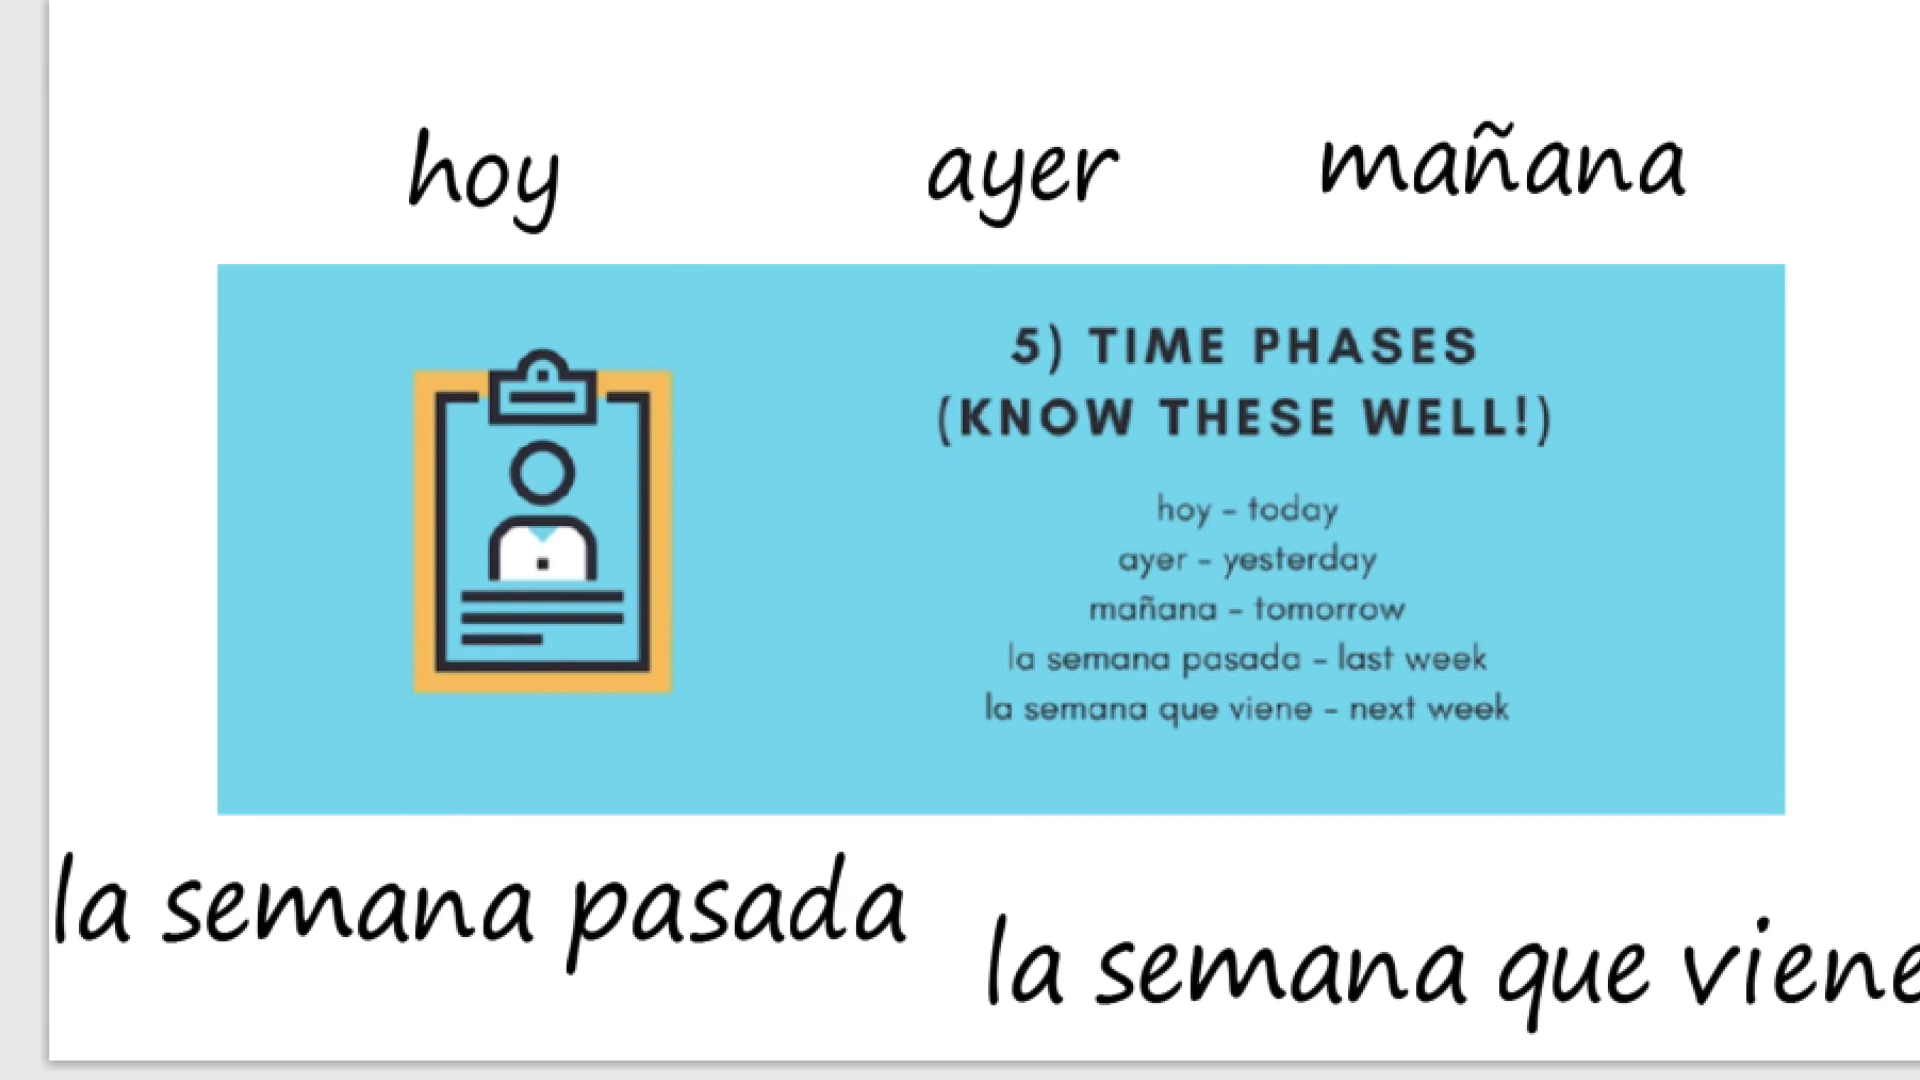 hoy ayer mañana
5) TIME PHASES
(KNOW THESE WELL!)
hoy - today
ayer - yesterday
mañana - tomorrow
la semana pasada - last week
la semana que viene - next week
la semana pasada
la semana que viene